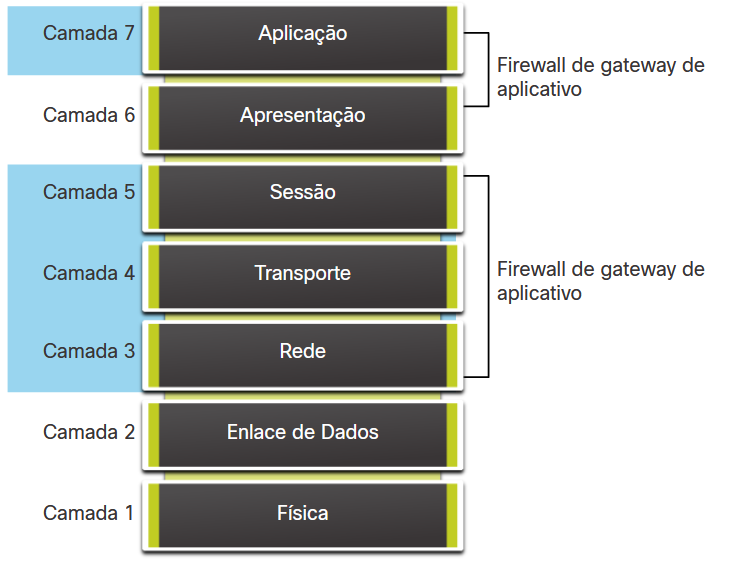 Camada 7 Aplicação
Firewall de gateway de
aplicativo
Camada 6 Apresentação
Camada 5 Sessão
Camada 4 Transporte
Firewall de gateway de
aplicativo
Camada 3 Rede
Camada 2 Enlace de Dados
Camada 1 Física